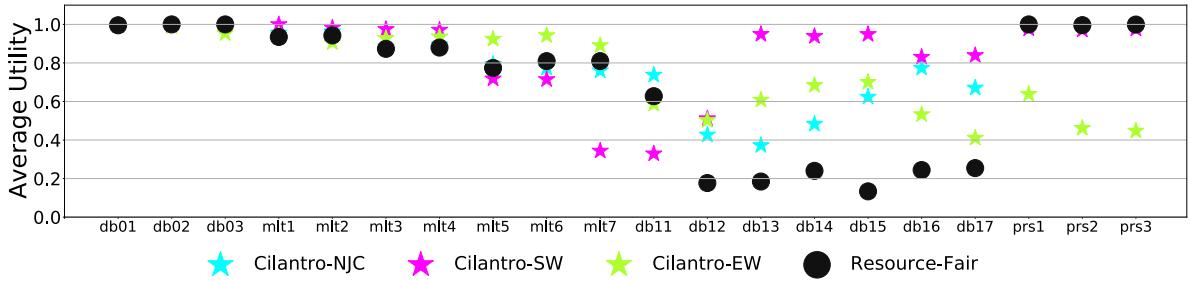 Average Utility
1.0
0.8
0.6
0.4
0.2
0.0
db01 db02 db03 mlt1 mlt2 mlt3 mlt4 mlt5 mlt6 mlt7 db11 db12 db13 db14 db15 db16 db17 prs1 prs2 prs3
Cilantro-NJC Cilantro-SW Cilantro-EW Resource-Fair